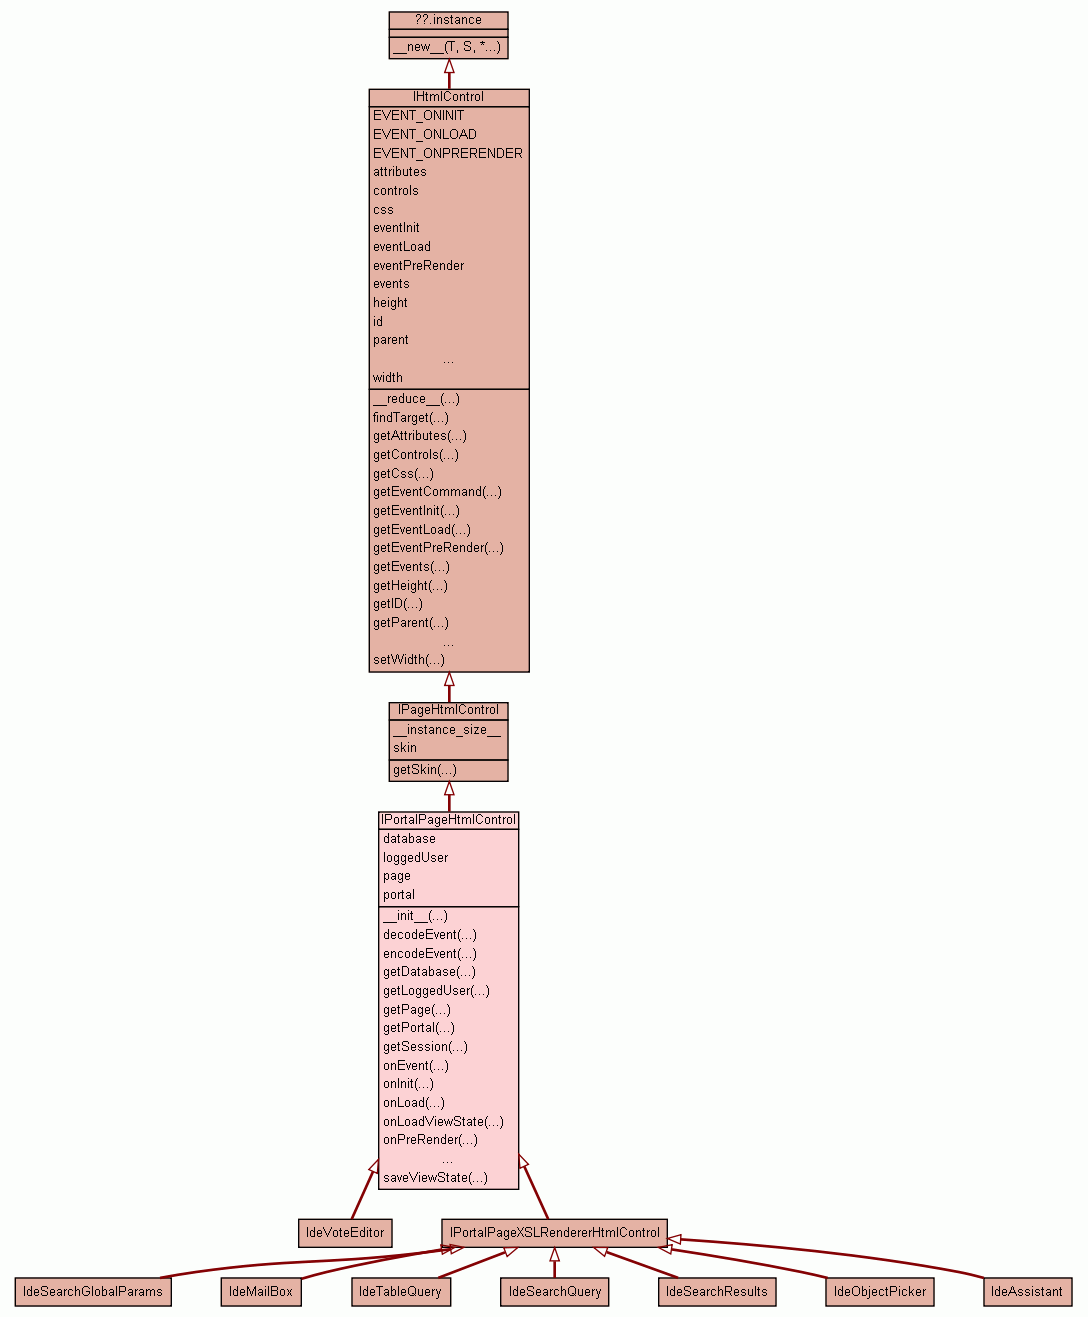 ??.instance
__new__(T, S, *...)
IHtmlControl
EVENT_ONINIT
EVENT_ONLOAD
EVENT_ONPRERENDER
attributes
controls
css
eventInit
eventLoad
eventPreRender
events
height
id
parent
...
width
__reduce__(...)
findTarget(...)
getAttributes(...)
getControls(...)
getCss(...)
getEventCommand(...)
getEventInit(...)
getEventLoad(...)
getEventPreRender(...)
getEvents(...)
getHeight(...)
getID(...)
getParent(...)
...
setWidth(...)
IPageHtmlControl
__instance_size__
skin
getSkin(...)
IPortalPageHtmlControl
database
loggedUser
page
portal
__init__(...)
decodeEvent(...)
encodeEvent(...)
getDatabase(...)
getLoggedUser(...)
getPage(...)
getPortal(...)
getSession(...)
onEvent(...)
onInit(...)
onLoad(...)
onLoadViewState(...)
onPreRender(...)
...
saveViewState(...)
IdeVoteEditor
IPortalPageXSLRendererHtmlControl
IdeSearchGlobalParams
IdeMailBox
IdeTableQuery
IdeSearchQuery
IdeSearchResults
IdeObjectPicker
IdeAssistant